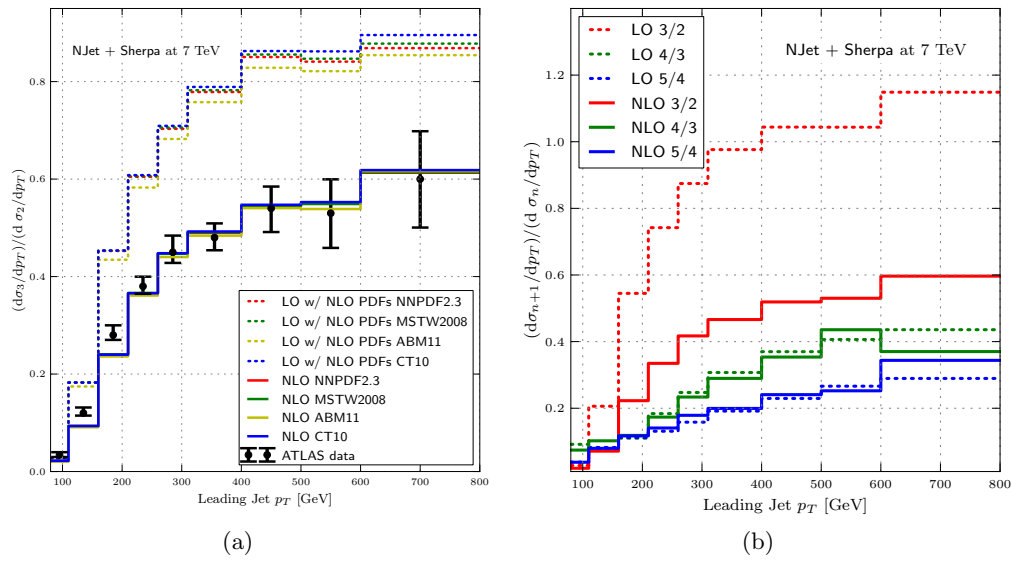 NJet + Sherpa at 7 TeV
(dσ3/dpT)/(d σ2/dpT)
0.8
0.6
0.4
0.2
0.0
LO w/ NLO PDFs NNPDF2.3
LO w/ NLO PDFs MSTW2008
LO w/ NLO PDFs ABM11
LO w/ NLO PDFs CT10
NLO NNPDF2.3
NLO MSTW2008
NLO ABM11
NLO CT10
ATLAS data
100 200 300 400 500 600 700 800
Leading Jet pT [GeV]
(a)
LO 3/2
LO 4/3
LO 5/4
NLO 3/2
NLO 4/3
NLO 5/4
NJet + Sherpa at 7 TeV
(dσn+1/dpT)/(d σn/dpT)
1.2
1.0
0.8
0.6
0.4
0.2
100 200 300 400 500 600 700 800
Leading Jet pT [GeV]
(b)